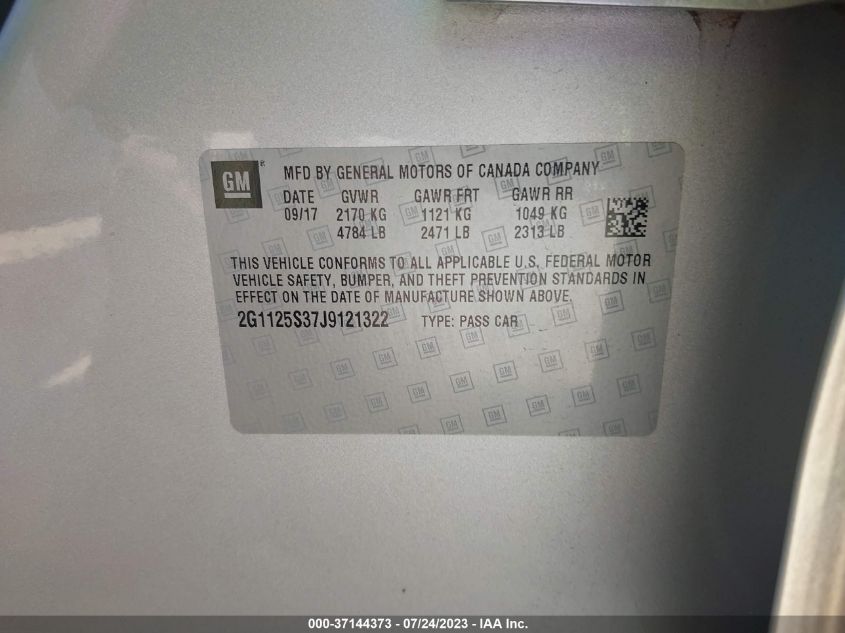 GM
MFD BY GENERAL MOTORS OF CANADA COMPANY
DATE GVWR GAWR FRT GAWR RR
09/17 2170 KG 1121 KG 1049 KG
4784 LB 2471 LB 2313 LB
THIS VEHICLE CONFORMS TO ALL APPLICABLE U.S. FEDERAL MOTOR
VEHICLE SAFETY, BUMPER, AND THEFT PREVENTION STANDARDS IN
EFFECT ON THE DATE OF MANUFACTURE SHOWN ABOVE.
2G1125S37J9121322 TYPE: PASS CAR
000-37144373 - 07/24/2023 - IAA Inc.